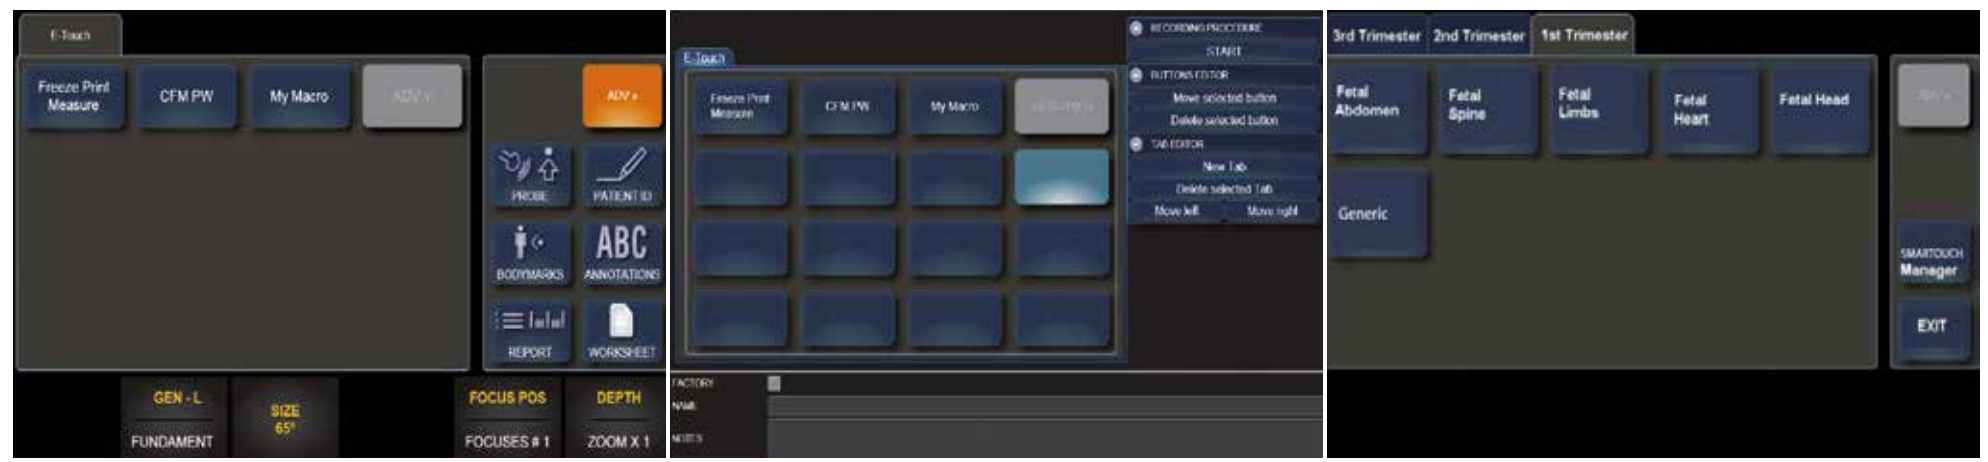 E-Touch
Freeze Print
Measure
CFM PW
My Macro
ADV +
PROBE
PATIENT ID
BODYMARKS
ABC
ANNOTATIONS
REPORT
WORKSHEET
GEN - L
FUNDAMENT
SIZE
65°
FOCUS POS
FOCUSES # 1
DEPTH
ZOOM X 1
E-Touch
Freeze Print
Measure
CFM PW
My Macro
RECORDING PROCEDURE
START
BUTTONS EDITOR
Move selected button
Delete selected button
TAB EDITOR
New Tab
Delete selected Tab
Move left
Move right
FACTORY
NAME
NOTES
3rd Trimester
2nd Trimester
1st Trimester
Fetal
Abdomen
Fetal
Spine
Fetal
Limbs
Fetal
Heart
Fetal Head
Generic
SMARTOUCH
Manager
EXIT